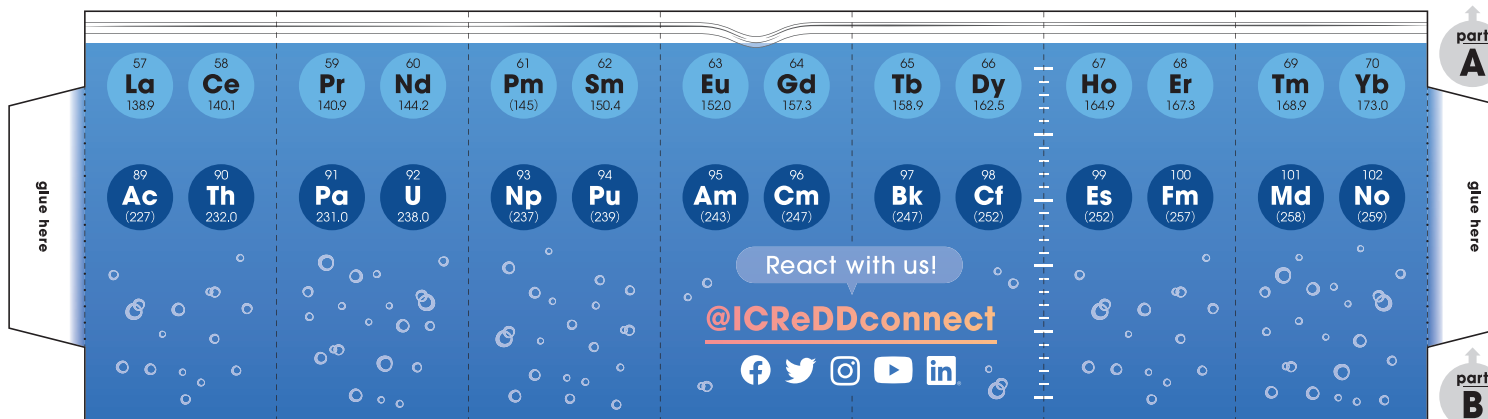 57 58 59 60 61 62 63 64 65 66 67 68 69 70
La Ce Pr Nd Pm Sm Eu Gd Tb Dy Ho Er Tm Yb
138.9 140.1 140.9 144.2 (145) 150.4 152.0 157.3 158.9 162.5 164.9 167.3 168.9 173.0
part
A
89 90 91 92 93 94 95 96 97 98 99 100 101 102
Ac Th Pa U Np Pu Am Cm Bk Cf Es Fm Md No
(227) 232.0 231.0 238.0 (237) (239) (243) (247) (247) (252) (252) (257) (258) (259)
glue here
glue here
React with us!
@ICReDDconnect
in
part
B